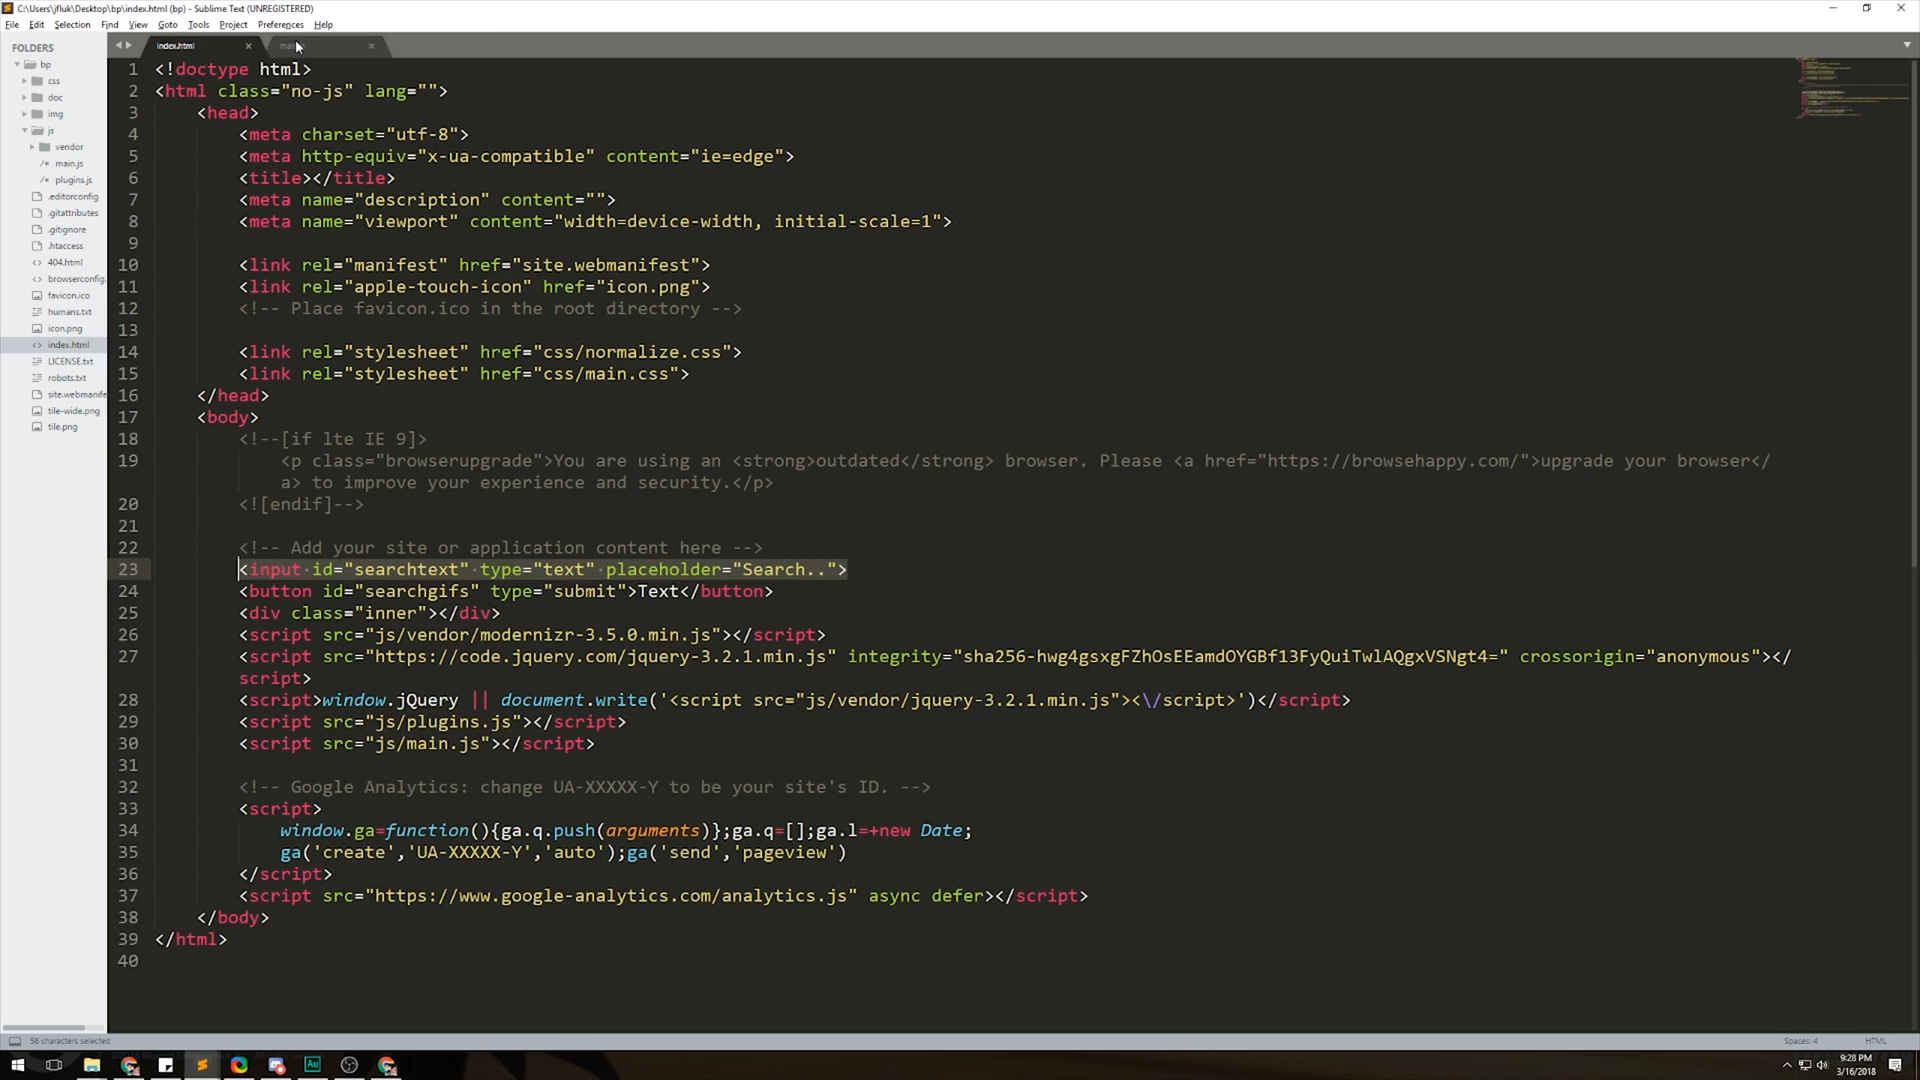 C:\Users\jfluk\Desktop\bp\index.html (bp) - Sublime Text (UNREGISTERED)
File Edit Selection Find View Goto Tools Project Preferences Help
FOLDERS
bp
css
doc
img
js
vendor
main.js
plugins.js
.editorconfig
.gitattributes
.gitignore
.htaccess
404.html
browserconfig.
favicon.ico
humans.txt
icon.png
index.html
LICENSE.txt
robots.txt
site.webmanife
tile-wide.png
tile.png
index.html
1 <!doctype html>
2 <html class="no-js" lang="">
3 <head>
4 <meta charset="utf-8">
5 <meta http-equiv="x-ua-compatible" content="ie=edge">
6 <title></title>
7 <meta name="description" content="">
8 <meta name="viewport" content="width=device-width, initial-scale=1">
9
10 <link rel="manifest" href="site.webmanifest">
11 <link rel="apple-touch-icon" href="icon.png">
12 <!-- Place favicon.ico in the root directory -->
13
14 <link rel="stylesheet" href="css/normalize.css">
15 <link rel="stylesheet" href="css/main.css">
16 </head>
17 <body>
18 <!--[if lte IE 9]>
19 <p class="browserupgrade">You are using an <strong>outdated</strong> browser. Please <a href="https://browsehappy.com/">upgrade your browser</
a> to improve your experience and security.</p>
20 <![endif]-->
21
22 <!-- Add your site or application content here -->
23 <input id="searchtext" type="text" placeholder="Search..">
24 <button id="searchgifs" type="submit">Text</button>
25 <div class="inner"></div>
26 <script src="js/vendor/modernizr-3.5.0.min.js"></script>
27 <script src="https://code.jquery.com/jquery-3.2.1.min.js" integrity="sha256-hwg4gsxgFZhOsEEamdOYGBf13FyQuiTwlAQgxVSNgt4=" crossorigin="anonymous"></
script>
28 <script>window.jQuery || document.write('<script src="js/vendor/jquery-3.2.1.min.js"><\/script>')</script>
29 <script src="js/plugins.js"></script>
30 <script src="js/main.js"></script>
31
32 <!-- Google Analytics: change UA-XXXXX-Y to be your site's ID. -->
33 <script>
34 window.ga=function(){ga.q.push(arguments)};ga.q=[];ga.l=+new Date;
35 ga('create','UA-XXXXX-Y','auto');ga('send','pageview')
36 </script>
37 <script src="https://www.google-analytics.com/analytics.js" async defer></script>
38 </body>
39 </html>
40
58 characters selected
Spaces: 4
HTML
Au
9:28 PM
3/16/2018